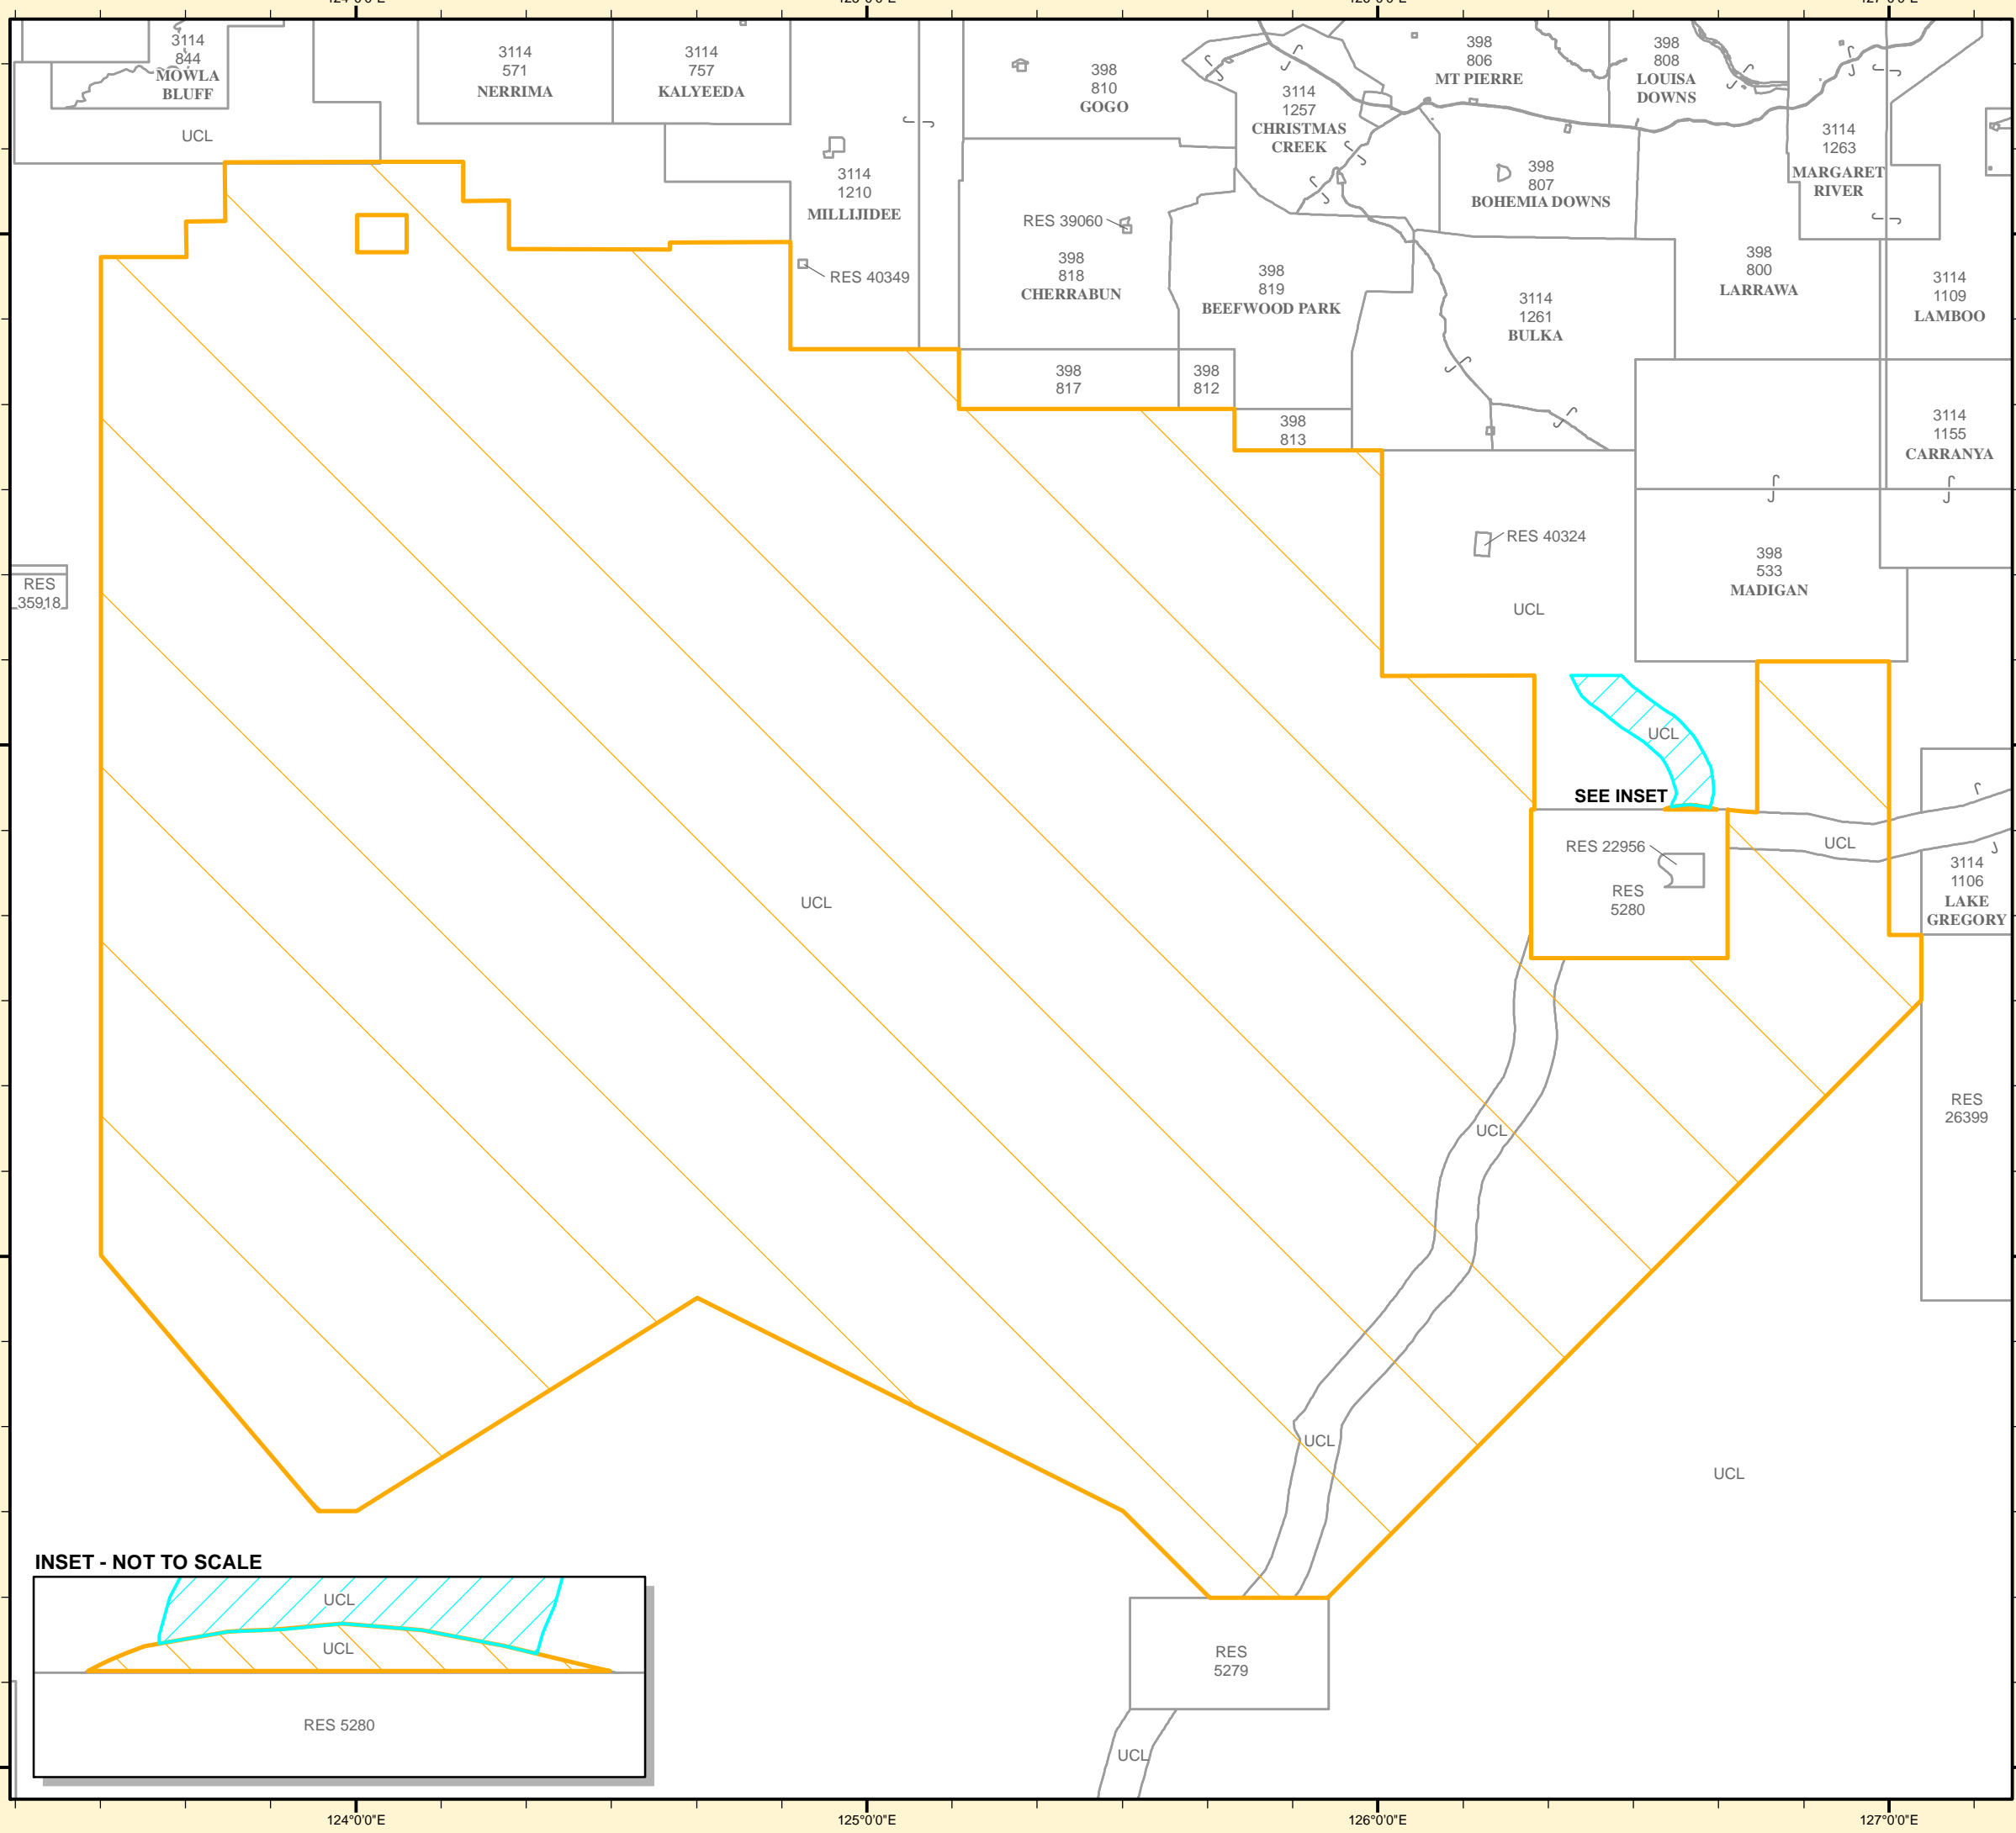 3114
844
MOWLA
BLUFF
3114
571
NERRIMA
3114
757
KALYEEDA
UCL
3114
1210
MILLIJIDEE
RES 40349
398
810
GOGO
3114
1257
CHRISTMAS
CREEK
398
806
MT PIERRE
398
808
LOUISA
DOWNS
3114
1263
MARGARET
RIVER
398
807
BOHEMIA DOWNS
RES 39060
398
818
CHERRABUN
398
819
BEEFWOOD PARK
3114
1261
BULKA
398
800
LARRAWA
3114
1109
LAMBOO
398
817
398
812
398
813
3114
1155
CARRANYA
RES 40324
UCL
398
533
MADIGAN
RES
35918
UCL
SEE INSET
RES 22956
RES
5280
UCL
3114
1106
LAKE
GREGORY
UCL
RES
26399
UCL
UCL
UCL
RES
5279
UCL
INSET - NOT TO SCALE
UCL
UCL
RES 5280
124°0'0"E
125°0'0"E
126°0'0"E
127°0'0"E